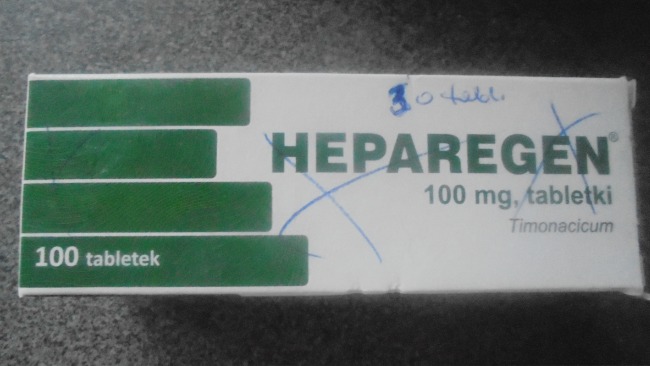 30 tabl.
HEPAREGEN®
100 mg, tabletki
Timonacicum
100 tabletek